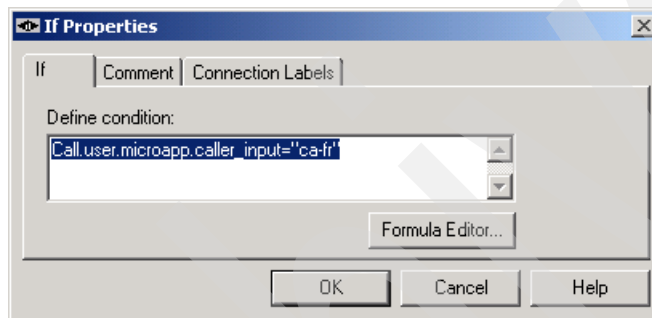 If Properties
If
Comment
Connection Labels
Define condition:
Call.user.microapp.caller_input="ca-fr"
Formula Editor...
OK
Cancel
Help